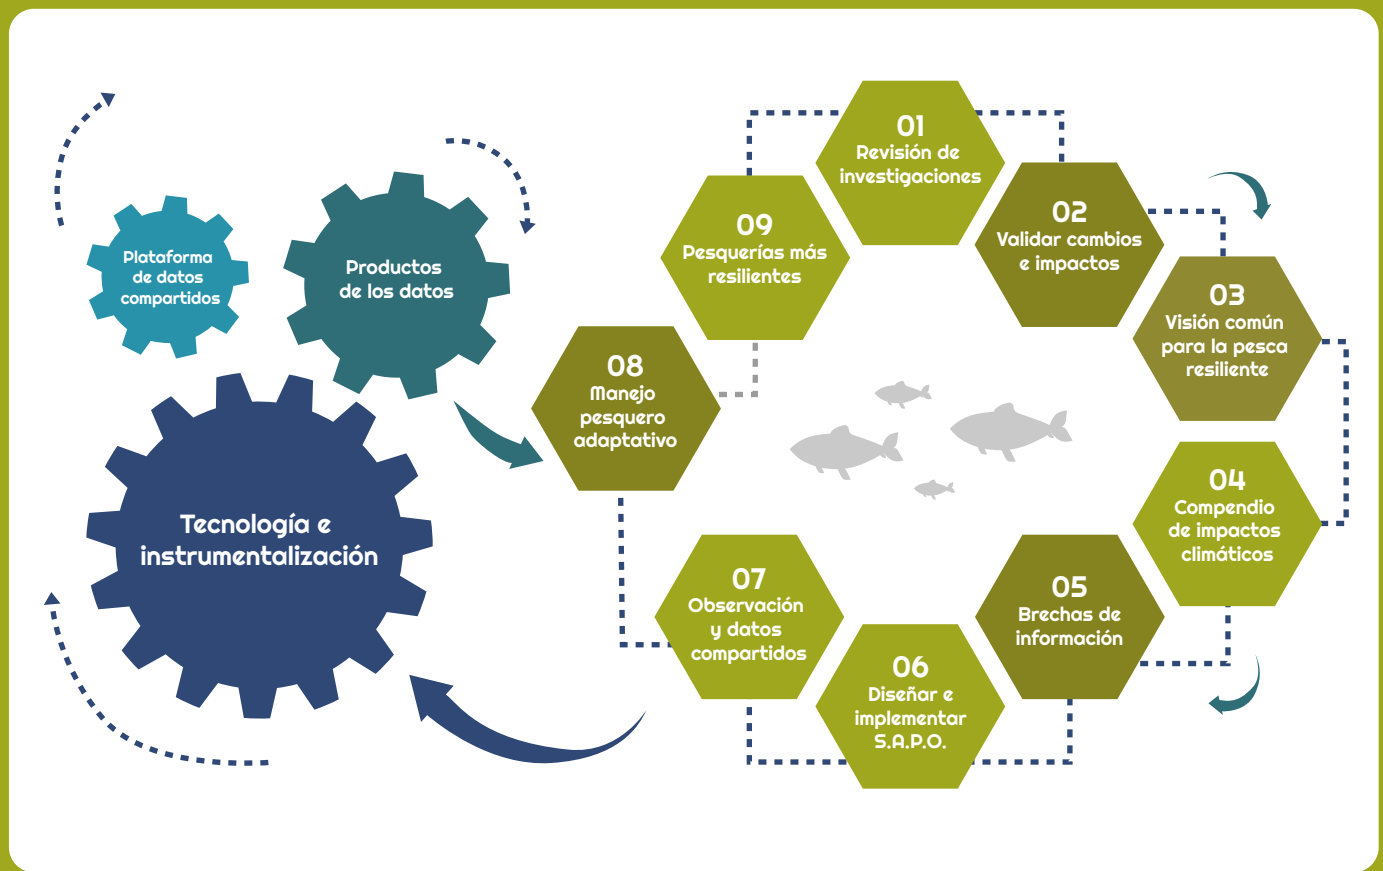 Plataforma
de datos
compartidos
Productos
de los datos
Tecnología e
instrumentalización
01
Revisión de
investigaciones
02
Validar cambios
e impactos
03
Visión común
para la pesca
resiliente
04
Compendio
de impactos
climáticos
05
Brechas de
información
06
Diseñar e
implementar
S.A.P.O.
07
Observación
y datos
compartidos
08
Manejo
pesquero
adaptativo
09
Pesquerías más
resilientes